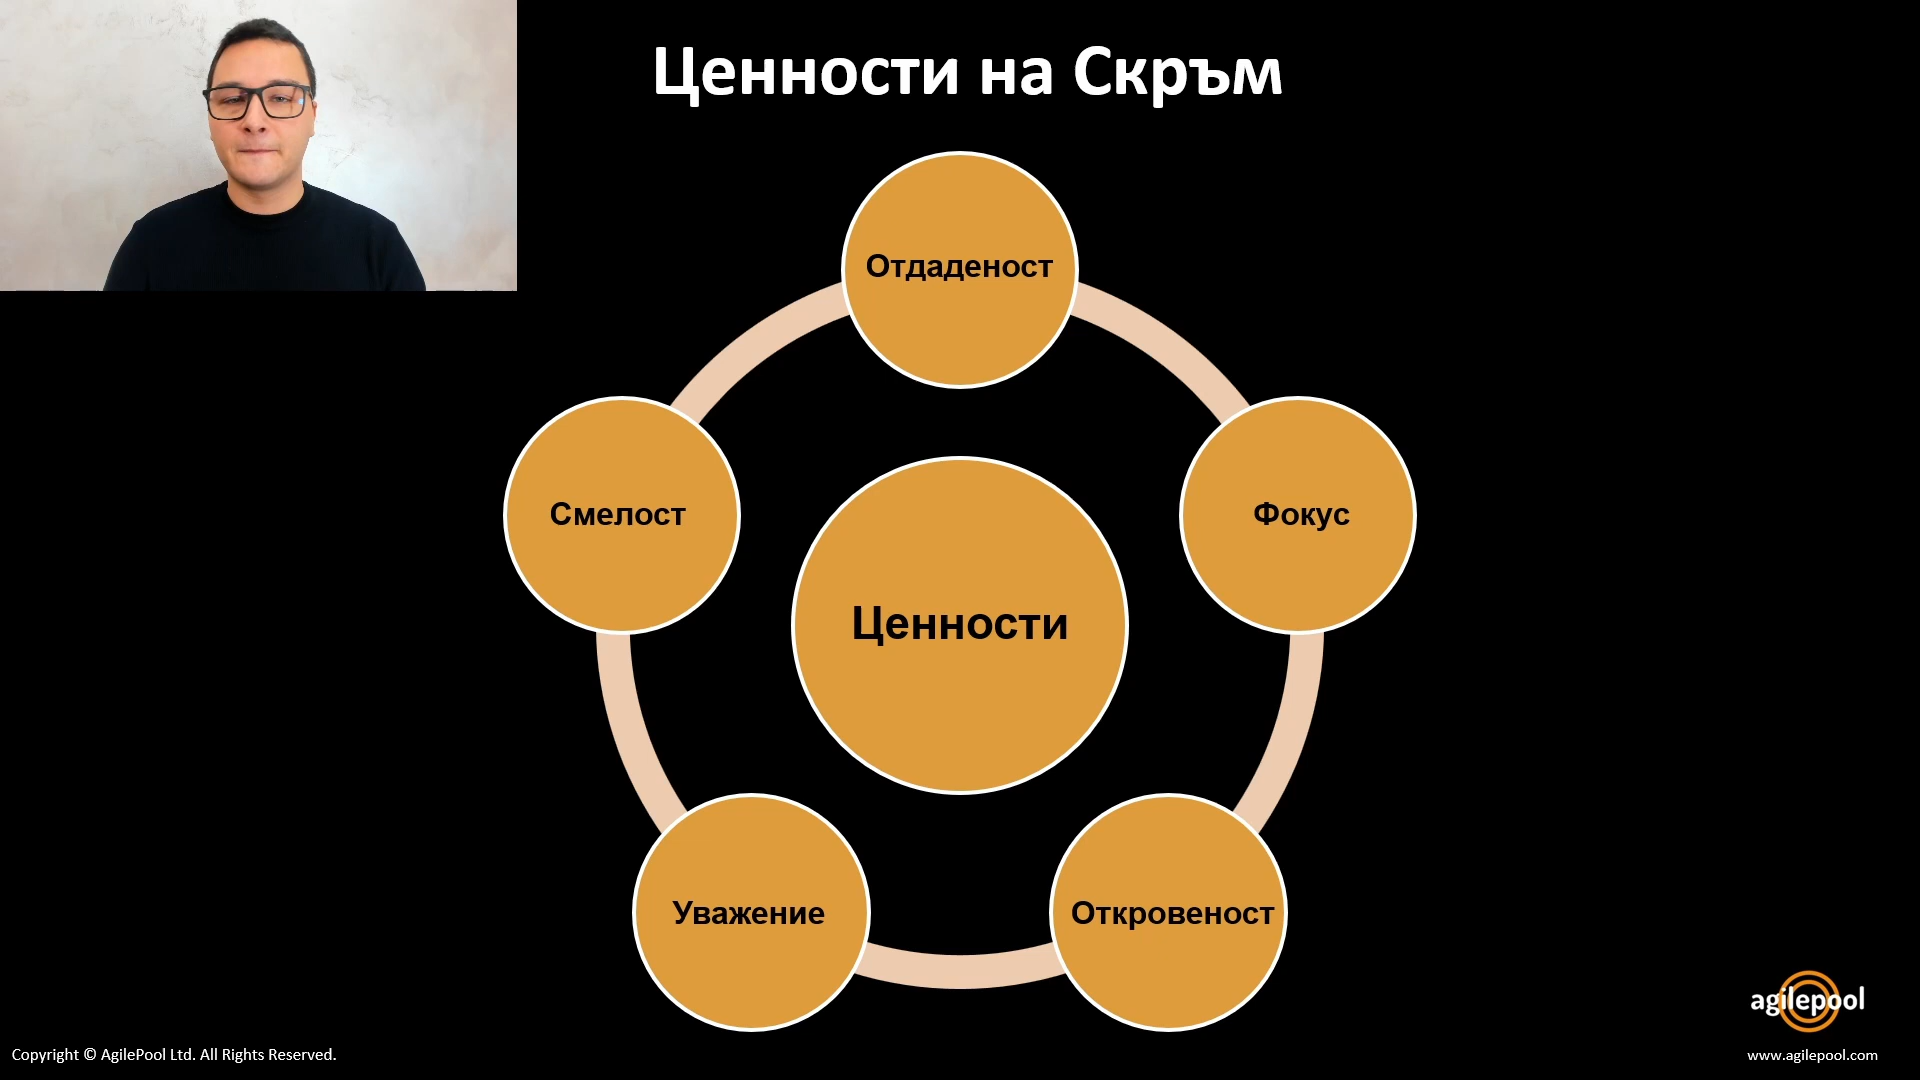 Ценности на Скръм
Отдаденост
Смелост
Фокус
Ценности
Уважение
Откровеност
agilepool
Copyright © AgilePool Ltd. All Rights Reserved.
www.agilepool.com